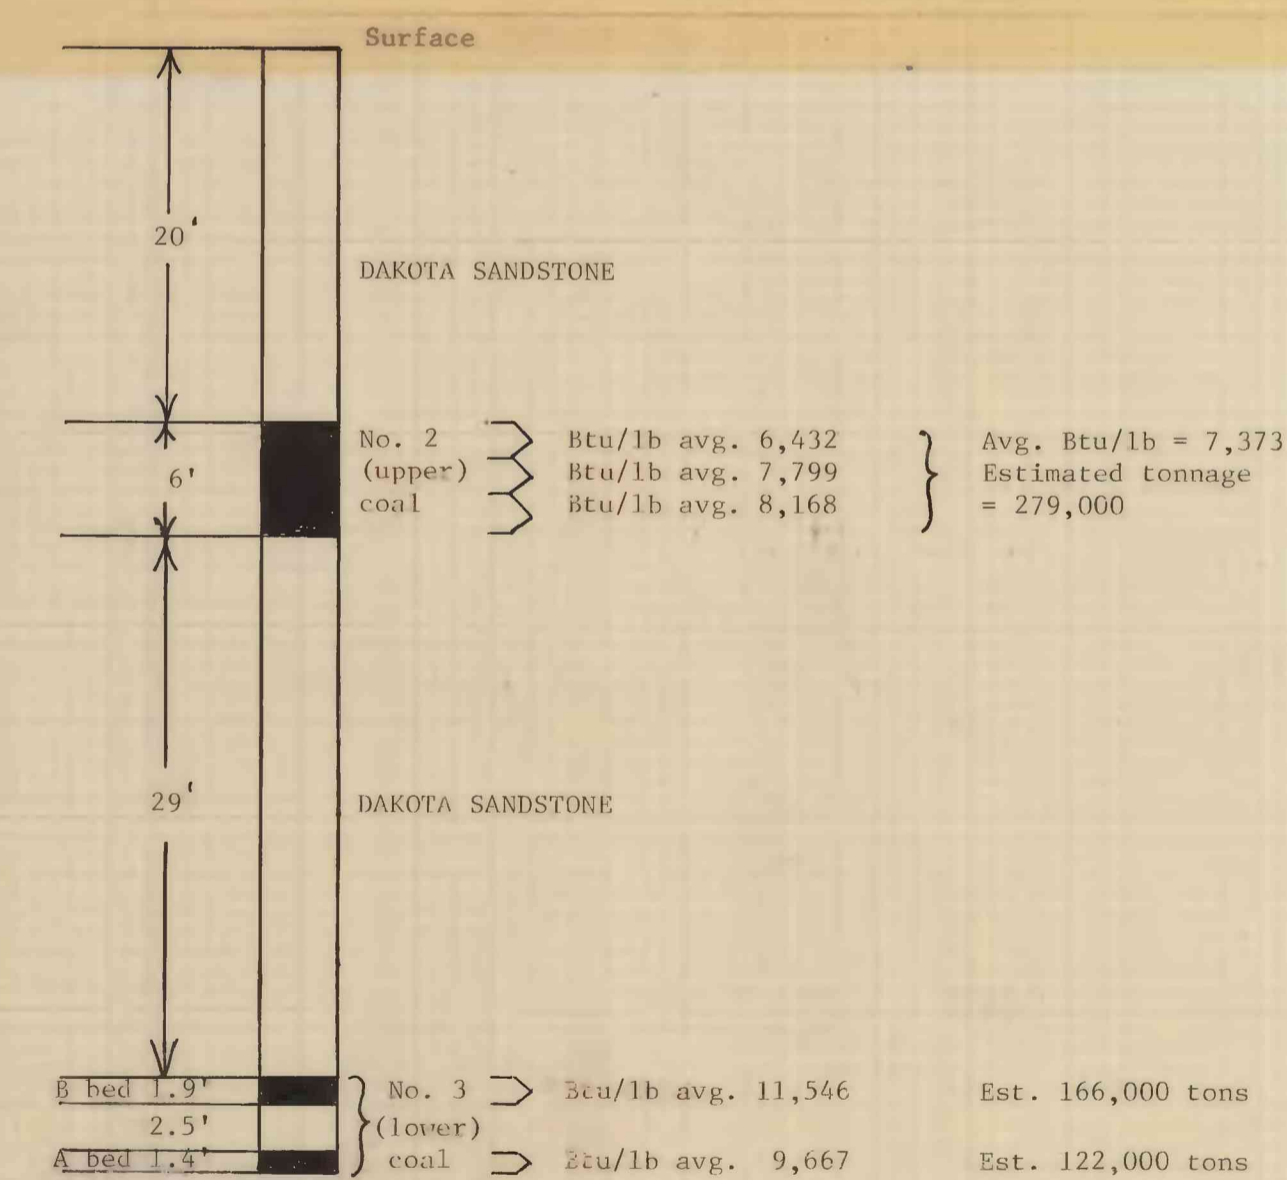 Surface
20'
DAKOTA SANDSTONE
No. 2 Btu/lb avg. 6,432 Avg. Btu/lb = 7,373
6' (upper) Btu/lb avg. 7,799 Estimated tonnage
coal Btu/lb avg. 8,168 = 279,000
29' DAKOTA SANDSTONE
B bed 1.9' No. 3 Btu/lb avg. 11,546 Est. 166,000 tons
2.5' (lower)
A bed 1.4' coal Btu/lb avg. 9,667 Est. 122,000 tons